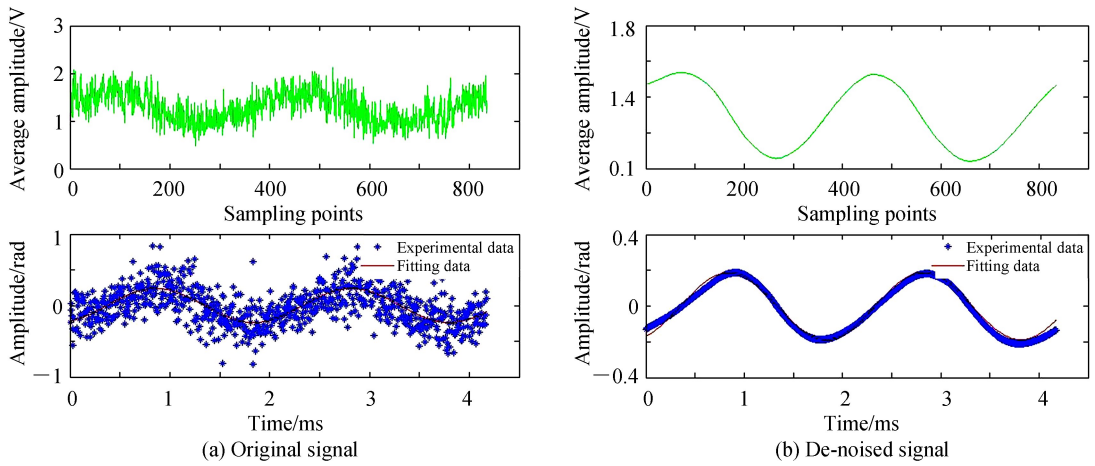 Average amplitude/V
3
2
1
0
0 200 400 600 800
Sampling points
Amplitude/rad
1
0
−1
Experimental data
Fitting data
0 1 2 3 4
Time/ms
(a) Original signal
Average amplitude/V
1.8
1.4
0.1
0 200 400 600 800
Sampling points
Amplitude/rad
0.4
0
−0.4
Experimental data
Fitting data
0 1 2 3 4
Time/ms
(b) De-noised signal